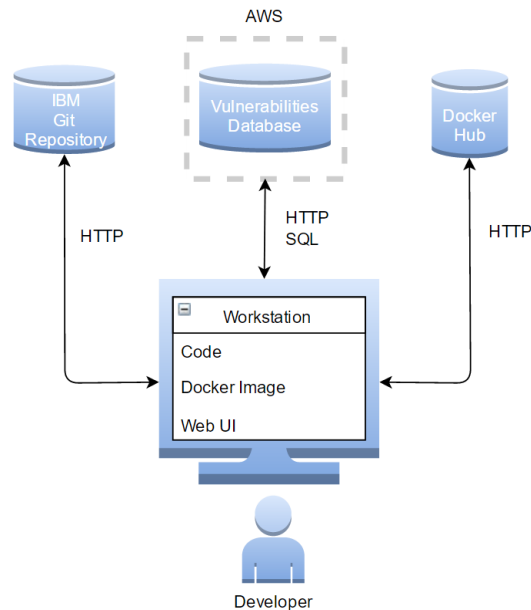 AWS
IBM
Git
Repository
Vulnerabilities
Database
Docker
Hub
HTTP
HTTP
SQL
HTTP
Workstation
Code
Docker Image
Web UI
Developer